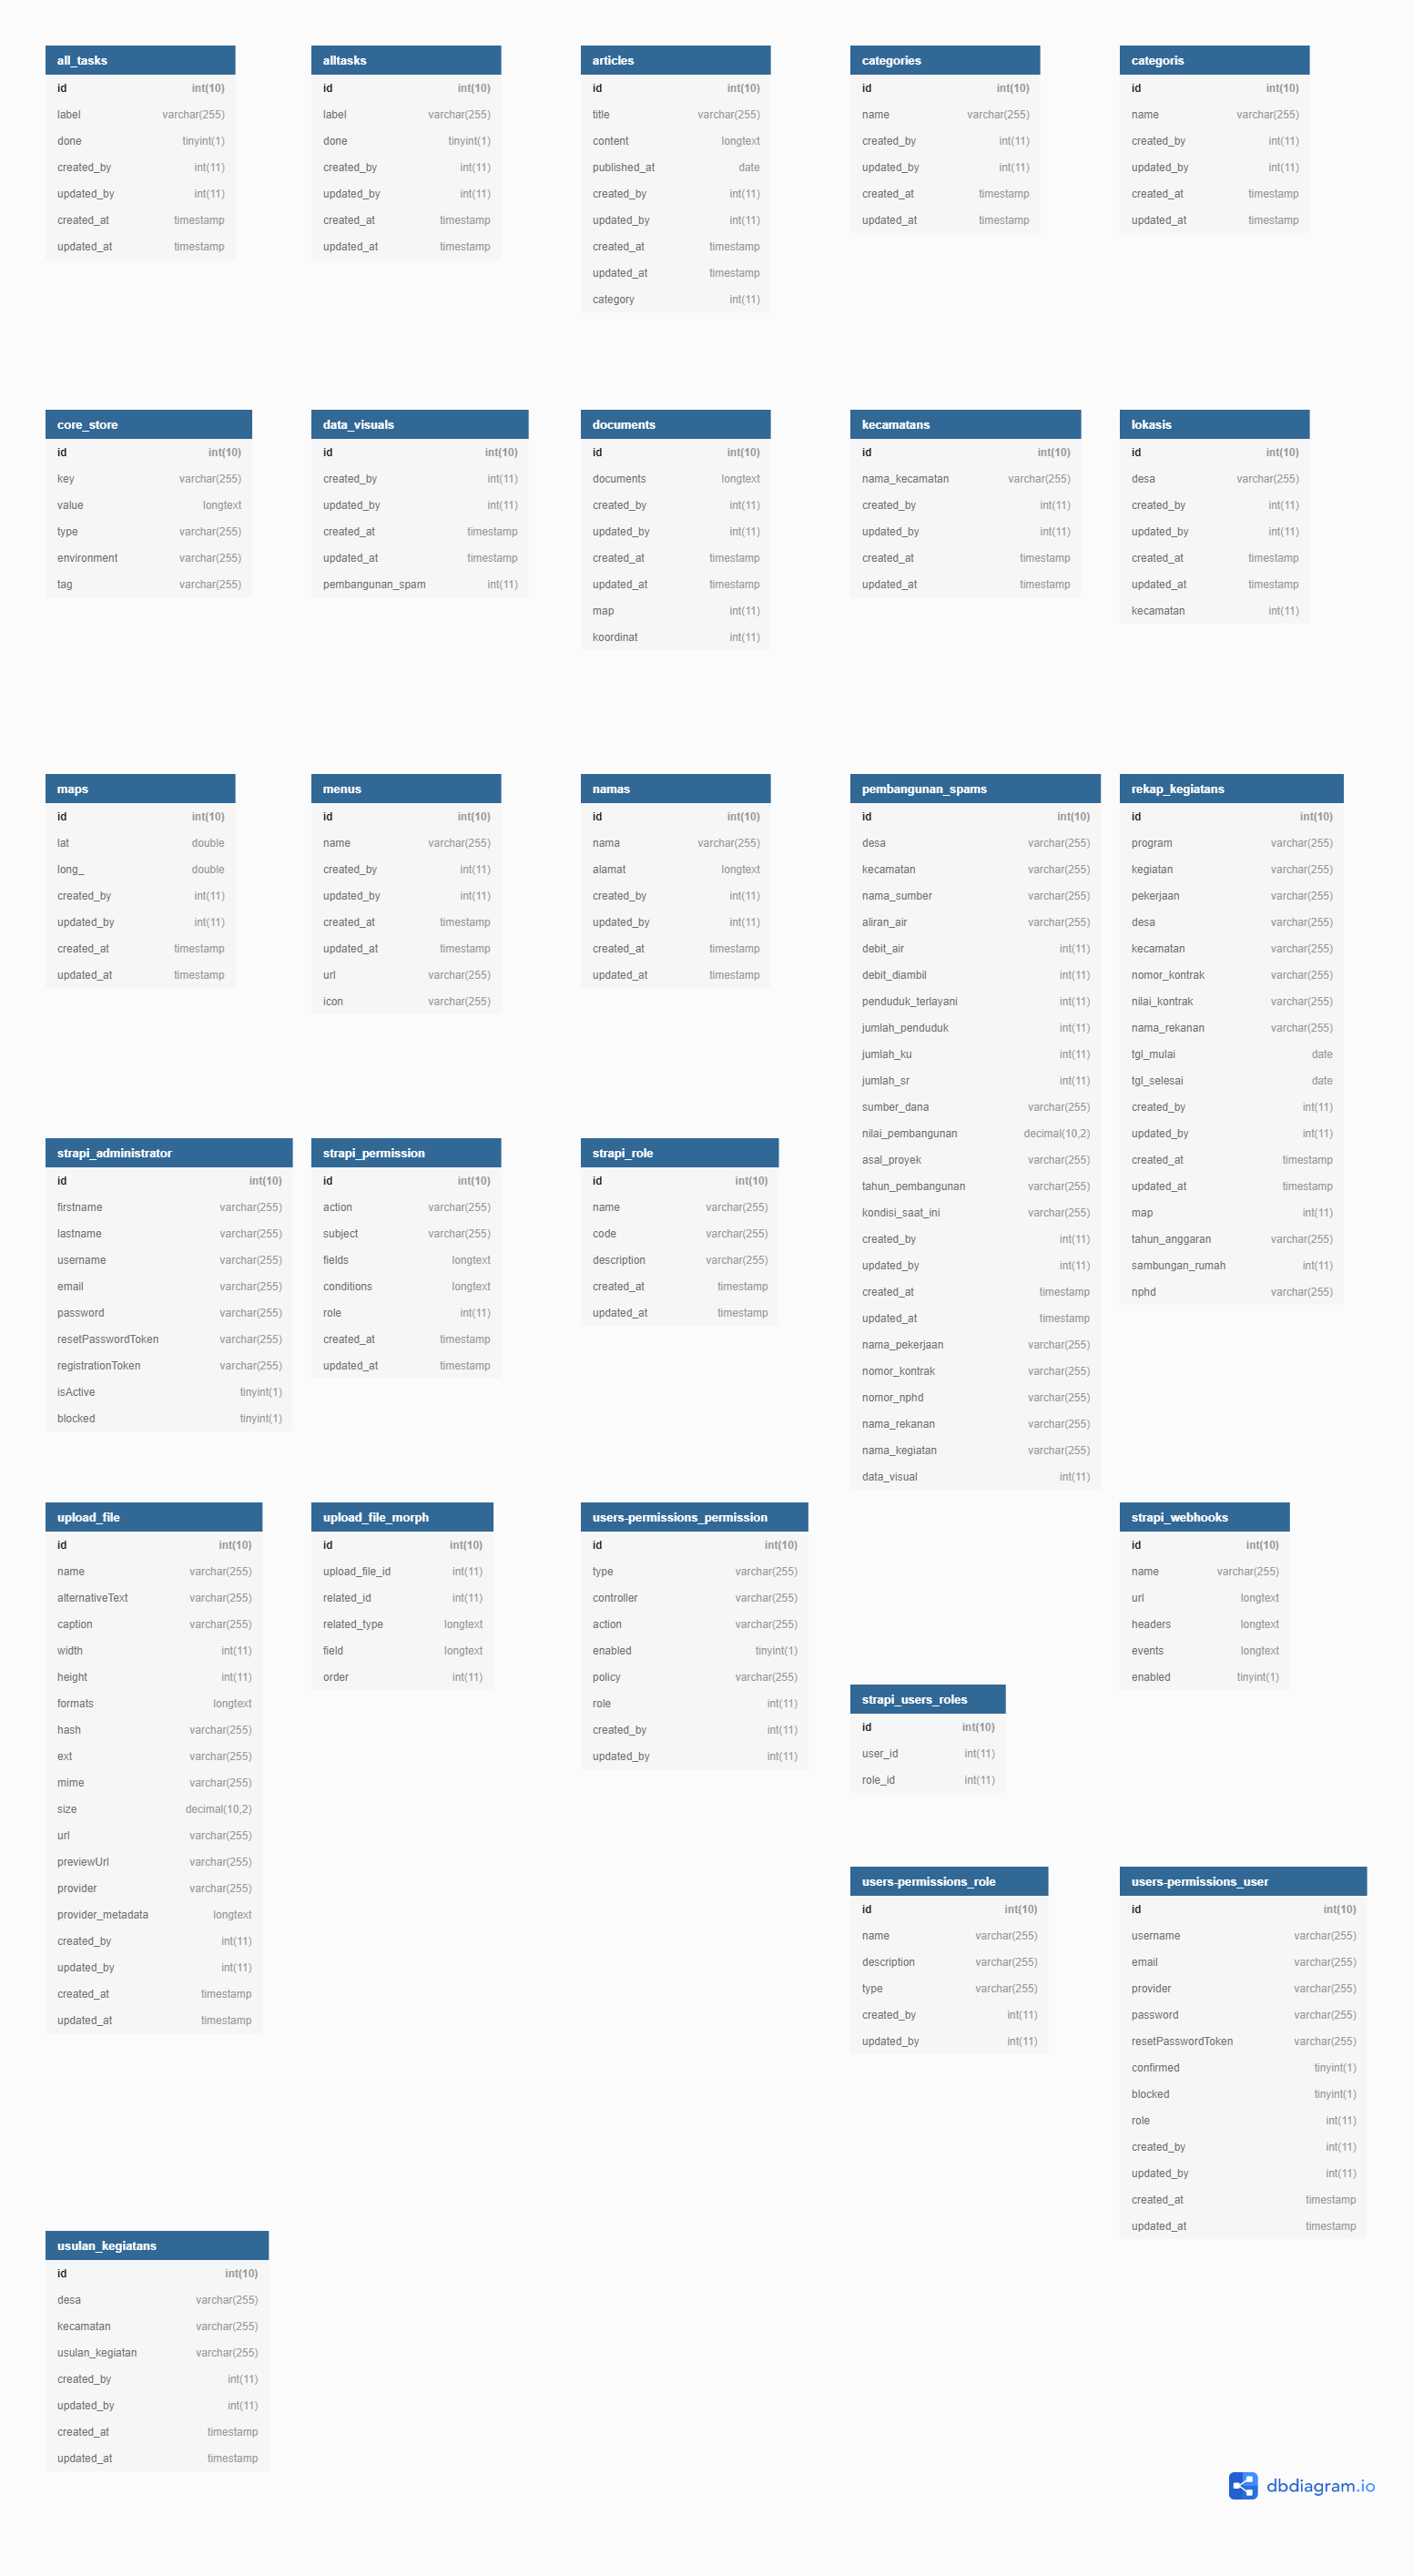 all_tasks
id int(10)
label varchar(255)
done tinyint(1)
created_by int(11)
updated_by int(11)
created_at timestamp
updated_at timestamp
alltasks
id int(10)
label varchar(255)
done tinyint(1)
created_by int(11)
updated_by int(11)
created_at timestamp
updated_at timestamp
articles
id int(10)
title varchar(255)
content longtext
published_at date
created_by int(11)
updated_by int(11)
created_at timestamp
updated_at timestamp
category int(11)
categories
id int(10)
name varchar(255)
created_by int(11)
updated_by int(11)
created_at timestamp
updated_at timestamp
categoris
id int(10)
name varchar(255)
created_by int(11)
updated_by int(11)
created_at timestamp
updated_at timestamp
core_store
id int(10)
key varchar(255)
value longtext
type varchar(255)
environment varchar(255)
tag varchar(255)
data_visuals
id int(10)
created_by int(11)
updated_by int(11)
created_at timestamp
updated_at timestamp
pembangunan_spam int(11)
documents
id int(10)
documents longtext
created_by int(11)
updated_by int(11)
created_at timestamp
updated_at timestamp
map int(11)
koordinat int(11)
kecamatans
id int(10)
nama_kecamatan varchar(255)
created_by int(11)
updated_by int(11)
created_at timestamp
updated_at timestamp
lokasis
id int(10)
desa varchar(255)
created_by int(11)
updated_by int(11)
created_at timestamp
updated_at timestamp
kecamatan int(11)
maps
id int(10)
lat double
long_ double
created_by int(11)
updated_by int(11)
created_at timestamp
updated_at timestamp
menus
id int(10)
name varchar(255)
created_by int(11)
updated_by int(11)
created_at timestamp
updated_at timestamp
url varchar(255)
icon varchar(255)
namas
id int(10)
nama varchar(255)
alamat longtext
created_by int(11)
updated_by int(11)
created_at timestamp
updated_at timestamp
pembangunan_spams
id int(10)
desa varchar(255)
kecamatan varchar(255)
nama_sumber varchar(255)
aliran_air varchar(255)
debit_air int(11)
debit_diambil int(11)
penduduk_terlayani int(11)
jumlah_penduduk int(11)
jumlah_ku int(11)
jumlah_sr int(11)
sumber_dana varchar(255)
nilai_pembangunan decimal(10,2)
asal_proyek varchar(255)
tahun_pembangunan varchar(255)
kondisi_saat_ini varchar(255)
created_by int(11)
updated_by int(11)
created_at timestamp
updated_at timestamp
nama_pekerjaan varchar(255)
nomor_kontrak varchar(255)
nomor_nphd varchar(255)
nama_rekanan varchar(255)
nama_kegiatan varchar(255)
data_visual int(11)
rekap_kegiatans
id int(10)
program varchar(255)
kegiatan varchar(255)
pekerjaan varchar(255)
desa varchar(255)
kecamatan varchar(255)
nomor_kontrak varchar(255)
nilai_kontrak varchar(255)
nama_rekanan varchar(255)
tgl_mulai date
tgl_selesai date
created_by int(11)
updated_by int(11)
created_at timestamp
updated_at timestamp
map int(11)
tahun_anggaran varchar(255)
sambungan_rumah int(11)
nphd varchar(255)
strapi_administrator
id int(10)
firstname varchar(255)
lastname varchar(255)
username varchar(255)
email varchar(255)
password varchar(255)
resetPasswordToken varchar(255)
registrationToken varchar(255)
isActive tinyint(1)
blocked tinyint(1)
strapi_permission
id int(10)
action varchar(255)
subject varchar(255)
fields longtext
conditions longtext
role int(11)
created_at timestamp
updated_at timestamp
strapi_role
id int(10)
name varchar(255)
code varchar(255)
description varchar(255)
created_at timestamp
updated_at timestamp
upload_file
id int(10)
name varchar(255)
alternativeText varchar(255)
caption varchar(255)
width int(11)
height int(11)
formats longtext
hash varchar(255)
ext varchar(255)
mime varchar(255)
size decimal(10,2)
url varchar(255)
previewUrl varchar(255)
provider varchar(255)
provider_metadata longtext
created_by int(11)
updated_by int(11)
created_at timestamp
updated_at timestamp
upload_file_morph
id int(10)
upload_file_id int(11)
related_id int(11)
related_type longtext
field longtext
order int(11)
users-permissions_permission
id int(10)
type varchar(255)
controller varchar(255)
action varchar(255)
enabled tinyint(1)
policy varchar(255)
role int(11)
created_by int(11)
updated_by int(11)
strapi_webhooks
id int(10)
name varchar(255)
url longtext
headers longtext
events longtext
enabled tinyint(1)
strapi_users_roles
id int(10)
user_id int(11)
role_id int(11)
users-permissions_role
id int(10)
name varchar(255)
description varchar(255)
type varchar(255)
created_by int(11)
updated_by int(11)
users-permissions_user
id int(10)
username varchar(255)
email varchar(255)
provider varchar(255)
password varchar(255)
resetPasswordToken varchar(255)
confirmed tinyint(1)
blocked tinyint(1)
role int(11)
created_by int(11)
updated_by int(11)
created_at timestamp
updated_at timestamp
usulan_kegiatans
id int(10)
desa varchar(255)
kecamatan varchar(255)
usulan_kegiatan varchar(255)
created_by int(11)
updated_by int(11)
created_at timestamp
updated_at timestamp
dbdiagram.io